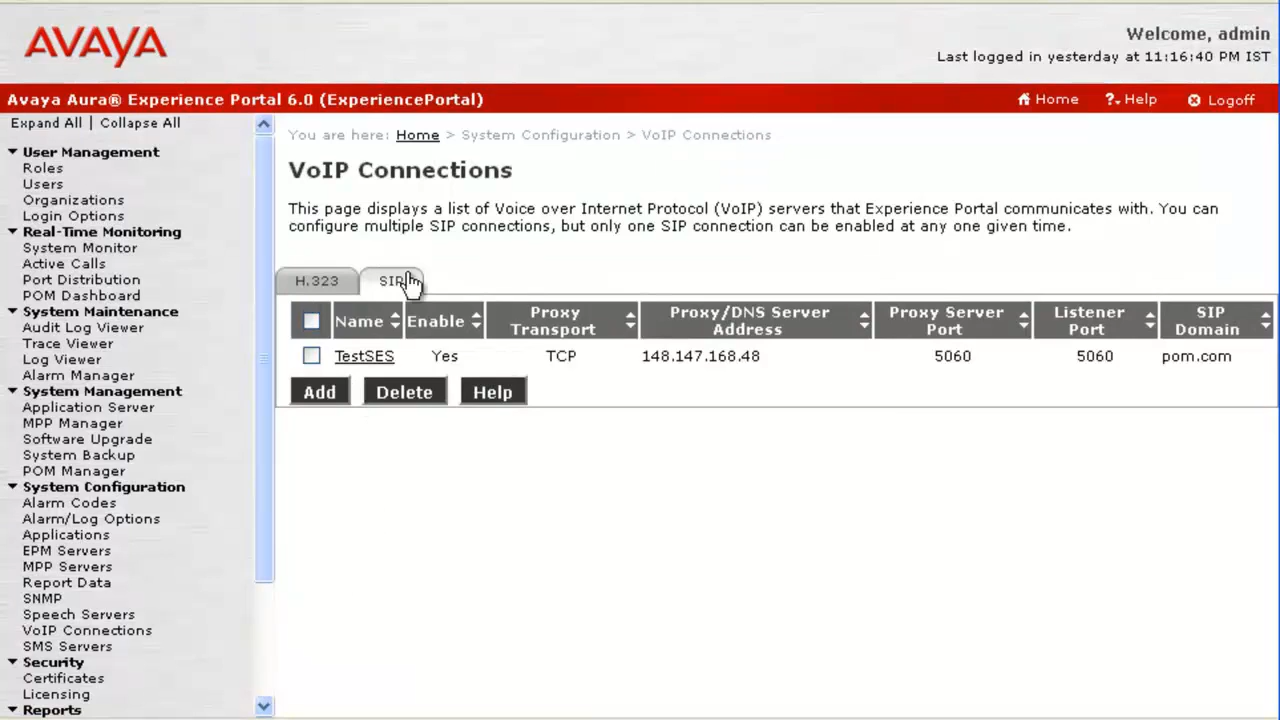 AVAYA
Welcome, admin
Last logged in yesterday at 11:16:40 PM IST
Avaya Aura® Experience Portal 6.0 (ExperiencePortal)
Home
?. Help
Logoff
Expand All | Collapse All
User Management
Roles
Users
Organizations
Login Options
Real-Time Monitoring
System Monitor
Active Calls
Port Distribution
POM Dashboard
System Maintenance
Audit Log Viewer
Trace Viewer
Log Viewer
Alarm Manager
System Management
Application Server
MPP Manager
Software Upgrade
System Backup
POM Manager
System Configuration
Alarm Codes
Alarm/Log Options
Applications
EPM Servers
MPP Servers
Report Data
SNMP
Speech Servers
VoIP Connections
SMS Servers
Security
Certificates
Licensing
Reports
You are here: Home > System Configuration > VoIP Connections
VoIP Connections
This page displays a list of Voice over Internet Protocol (VoIP) servers that Experience Portal communicates with. You can
configure multiple SIP connections, but only one SIP connection can be enabled at any one given time.
H.323
SIP
Name
Enable
Proxy
Transport
Proxy/DNS Server
Address
Proxy Server
Port
Listener
Port
SIP
Domain
TestSES
Yes
TCP
148.147.168.48
5060
5060
pom.com
Add
Delete
Help